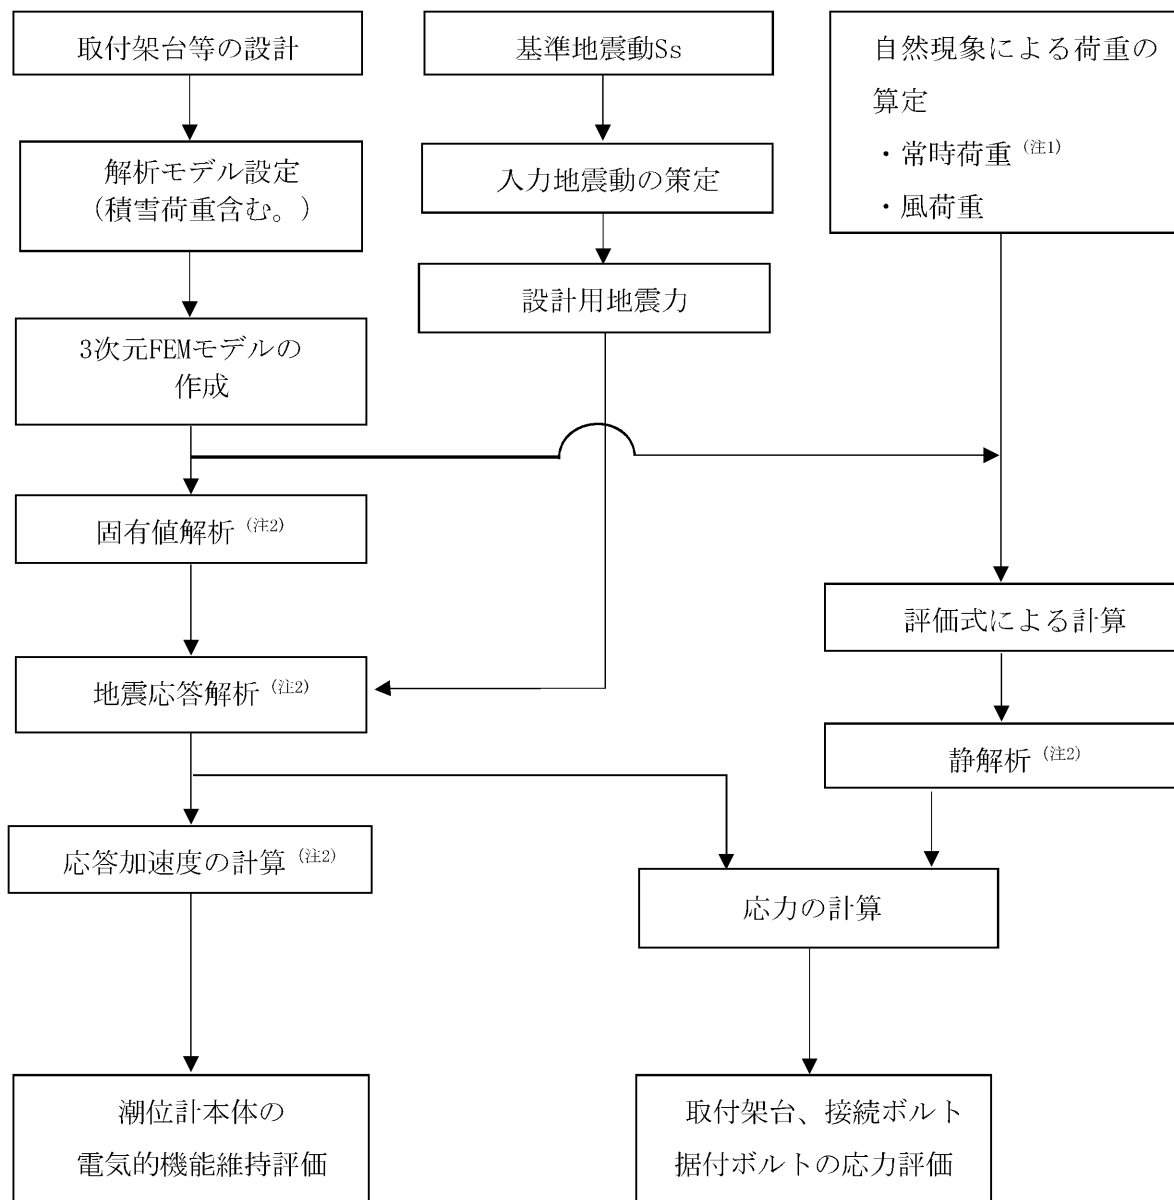 取付架台等の設計
基準地震動Ss
自然現象による荷重の
算定
・常時荷重(注1)
・風荷重
解析モデル設定
(積雪荷重含む。)
入力地震動の策定
設計用地震力
3次元FEMモデルの
作成
固有値解析(注2)
評価式による計算
地震応答解析(注2)
静解析(注2)
応答加速度の計算(注2)
応力の計算
潮位計本体の
電気的機能維持評価
取付架台、接続ボルト
据付ボルトの応力評価